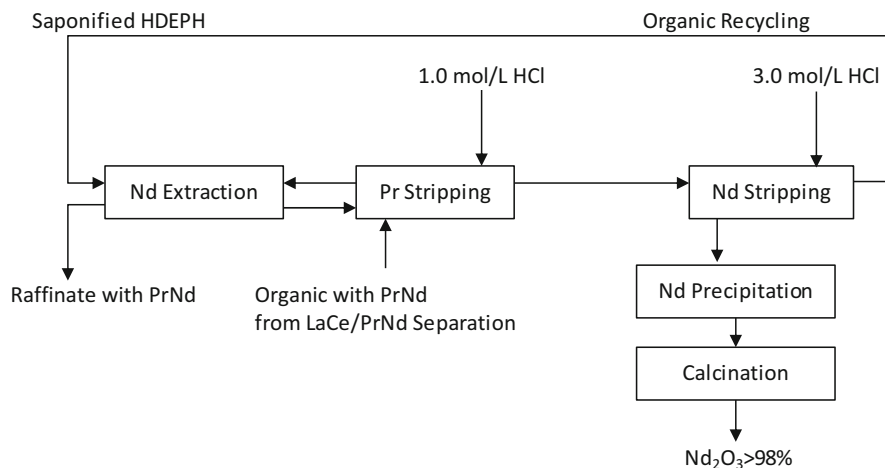 Saponified HDEPH
Organic Recycling
1.0 mol/L HCl
3.0 mol/L HCl
Nd Extraction
Pr Stripping
Nd Stripping
Raffinate with PrNd
Organic with PrNd
from LaCe/PrNd Separation
Nd Precipitation
Calcination
Nd₂O₃>98%